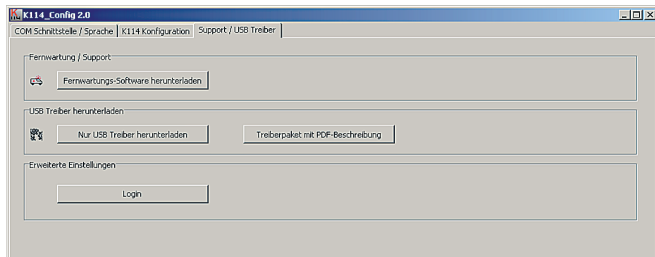 K114_Config 2.0
COM Schnittstelle / Sprache K114 Konfiguration Support / USB Treiber
Fernwartung / Support
Fernwartungs-Software herunterladen
USB Treiber herunterladen
Nur USB Treiber herunterladen Treiberpaket mit PDF-Beschreibung
Erweiterte Einstellungen
Login